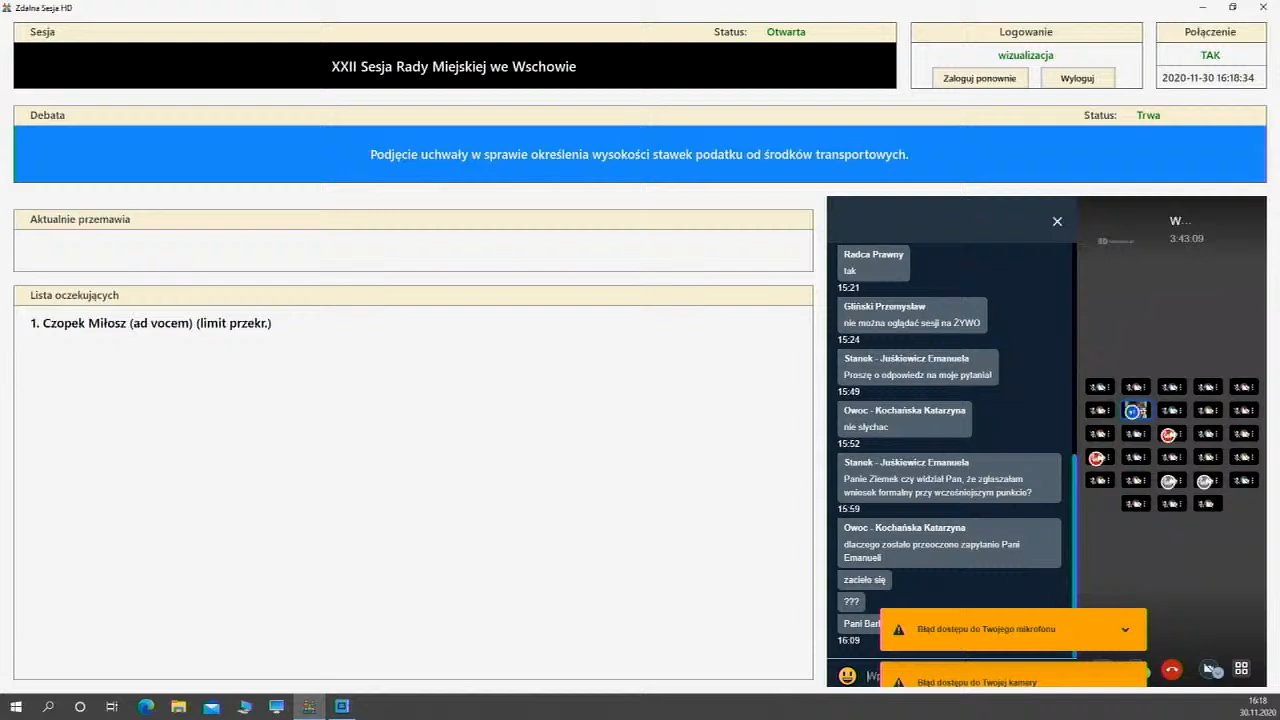 Zdalna Sesja HD
Sesja Status: Otwarta
XXII Sesja Rady Miejskiej we Wschowie
Logowanie
wizualizacja
Zaloguj ponownie Wyloguj
Połączenie
TAK
2020-11-30 16:18:34
Debata Status: Trwa
Podjęcie uchwały w sprawie określenia wysokości stawek podatku od środków transportowych.
Aktualnie przemawia
Lista oczekujących
1. Czopek Miłosz (ad vocem) (limit przekr.)
W...
3:43:09
Radca Prawny
tak
15:21
Gliński Przemysław
nie można oglądać sesji na ŻYWO
15:24
Stanek - Juśkiewicz Emanuela
Proszę o odpowiedz na moje pytania!
15:49
Owoc - Kochańska Katarzyna
nie słychac
15:52
Stanek - Juśkiewicz Emanuela
Panie Ziemek czy widział Pan, że zgłaszałam
wniosek formalny przy wcześniejszym punkcie?
15:59
Owoc - Kochańska Katarzyna
dlaczego zostało przeoczone zapytanie Pani
Emanueli
zacieło się
???
Pani
16:09
Błąd dostępu do Twojego mikrofonu
Błąd dostępu do Twojej kamery
16:18
30.11.2020